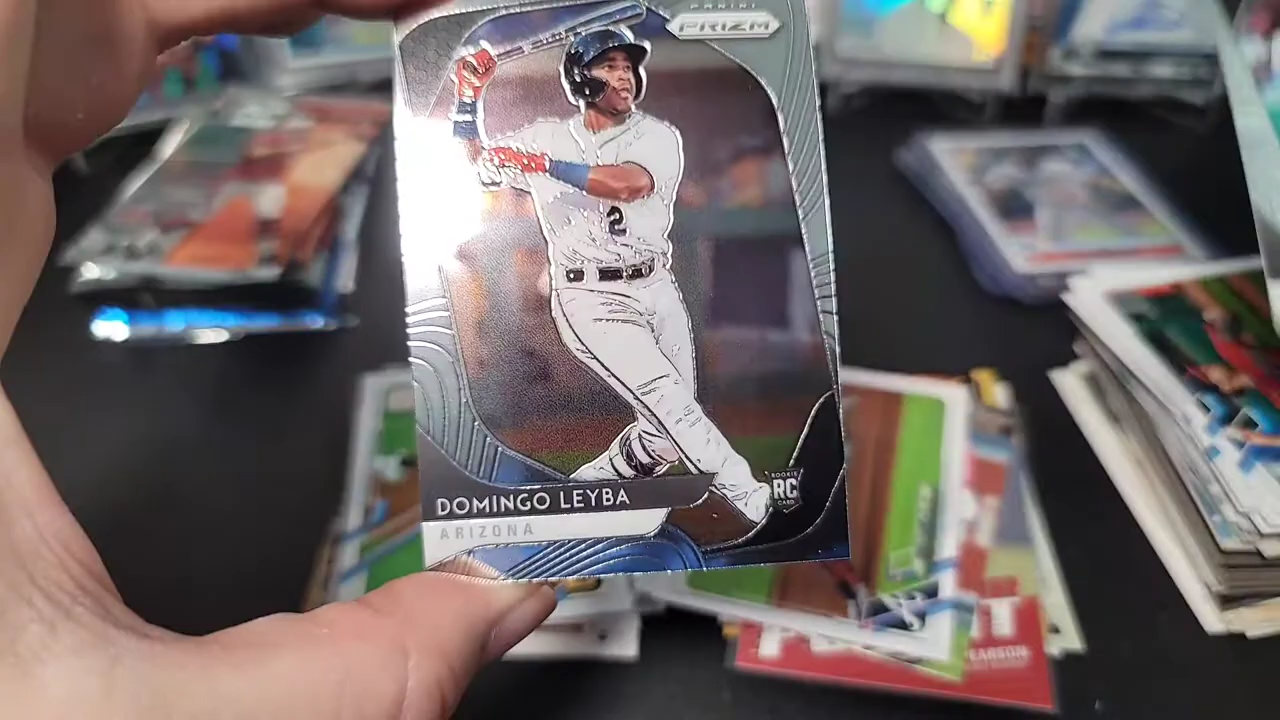 PANINI
PRIZM
2
DOMINGO LEYBA
ARIZONA
ROOKIE
RC
CARD